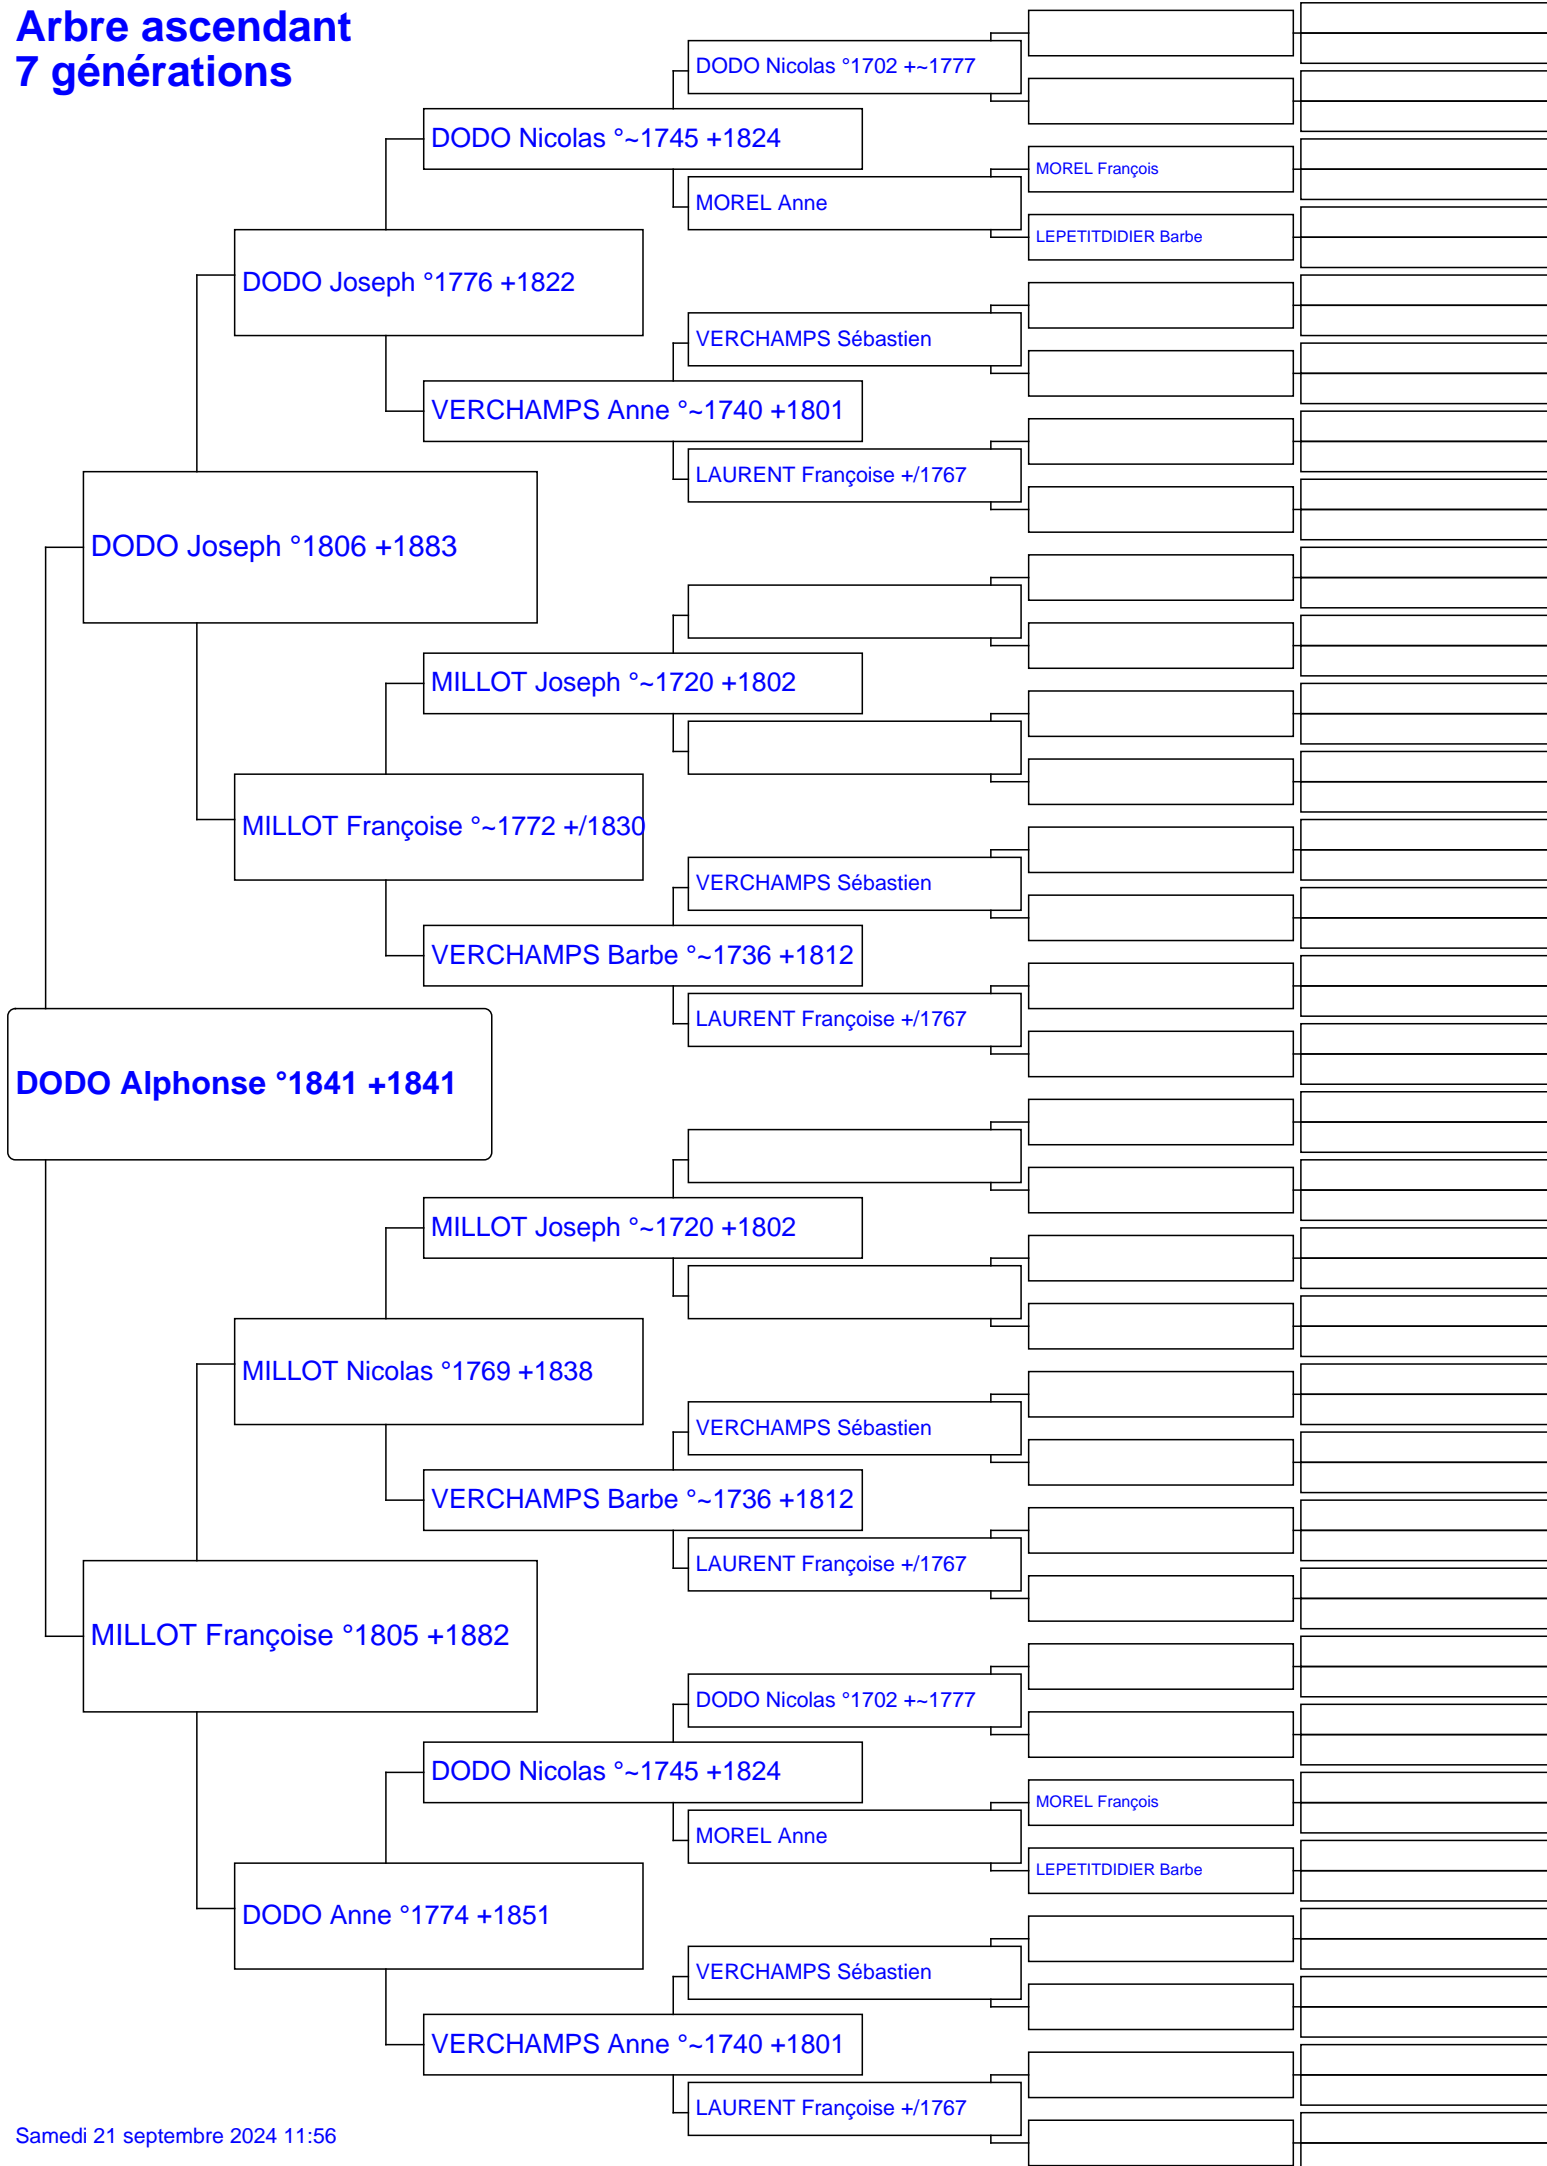 Arbre ascendant
7 générations
DODO Nicolas °1702 +~1777
DODO Nicolas °~1745 +1824
MOREL François
MOREL Anne
LEPETITDIDIER Barbe
DODO Joseph °1776 +1822
VERCHAMPS Sébastien
VERCHAMPS Anne °~1740 +1801
LAURENT Françoise +/1767
DODO Joseph °1806 +1883
MILLOT Joseph °~1720 +1802
MILLOT Françoise °~1772 +/1830
VERCHAMPS Sébastien
VERCHAMPS Barbe °~1736 +1812
LAURENT Françoise +/1767
DODO Alphonse °1841 +1841
MILLOT Joseph °~1720 +1802
MILLOT Nicolas °1769 +1838
VERCHAMPS Sébastien
VERCHAMPS Barbe °~1736 +1812
LAURENT Françoise +/1767
MILLOT Françoise °1805 +1882
DODO Nicolas °1702 +~1777
DODO Nicolas °~1745 +1824
MOREL François
MOREL Anne
LEPETITDIDIER Barbe
DODO Anne °1774 +1851
VERCHAMPS Sébastien
VERCHAMPS Anne °~1740 +1801
LAURENT Françoise +/1767
Samedi 21 septembre 2024 11:56